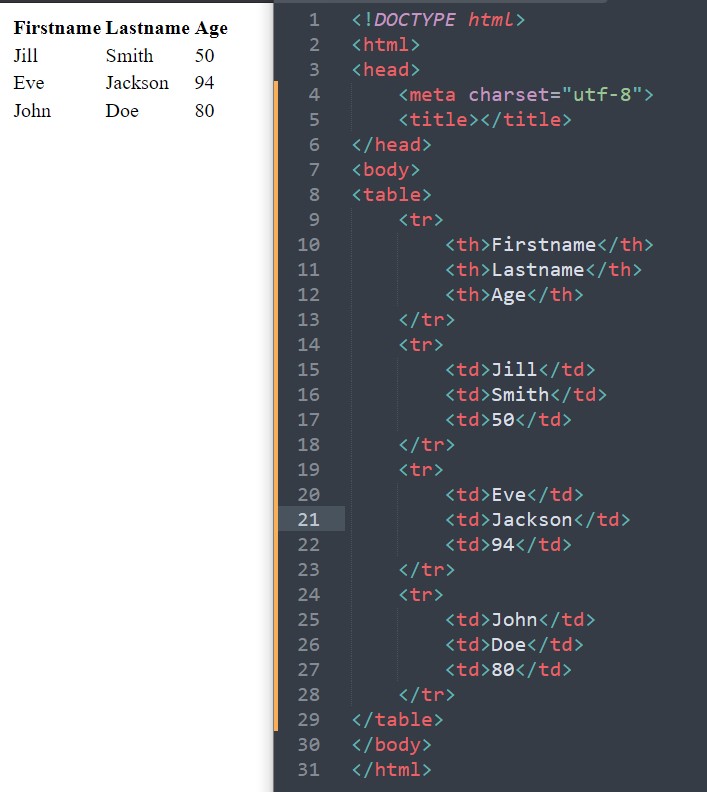 Firstname Lastname Age
Jill Smith 50
Eve Jackson 94
John Doe 80
1 <!DOCTYPE html>
2 <html>
3 <head>
4     <meta charset="utf-8">
5     <title></title>
6 </head>
7 <body>
8 <table>
9     <tr>
10         <th>Firstname</th>
11         <th>Lastname</th>
12         <th>Age</th>
13     </tr>
14     <tr>
15         <td>Jill</td>
16         <td>Smith</td>
17         <td>50</td>
18     </tr>
19     <tr>
20         <td>Eve</td>
21         <td>Jackson</td>
22         <td>94</td>
23     </tr>
24     <tr>
25         <td>John</td>
26         <td>Doe</td>
27         <td>80</td>
28     </tr>
29 </table>
30 </body>
31 </html>